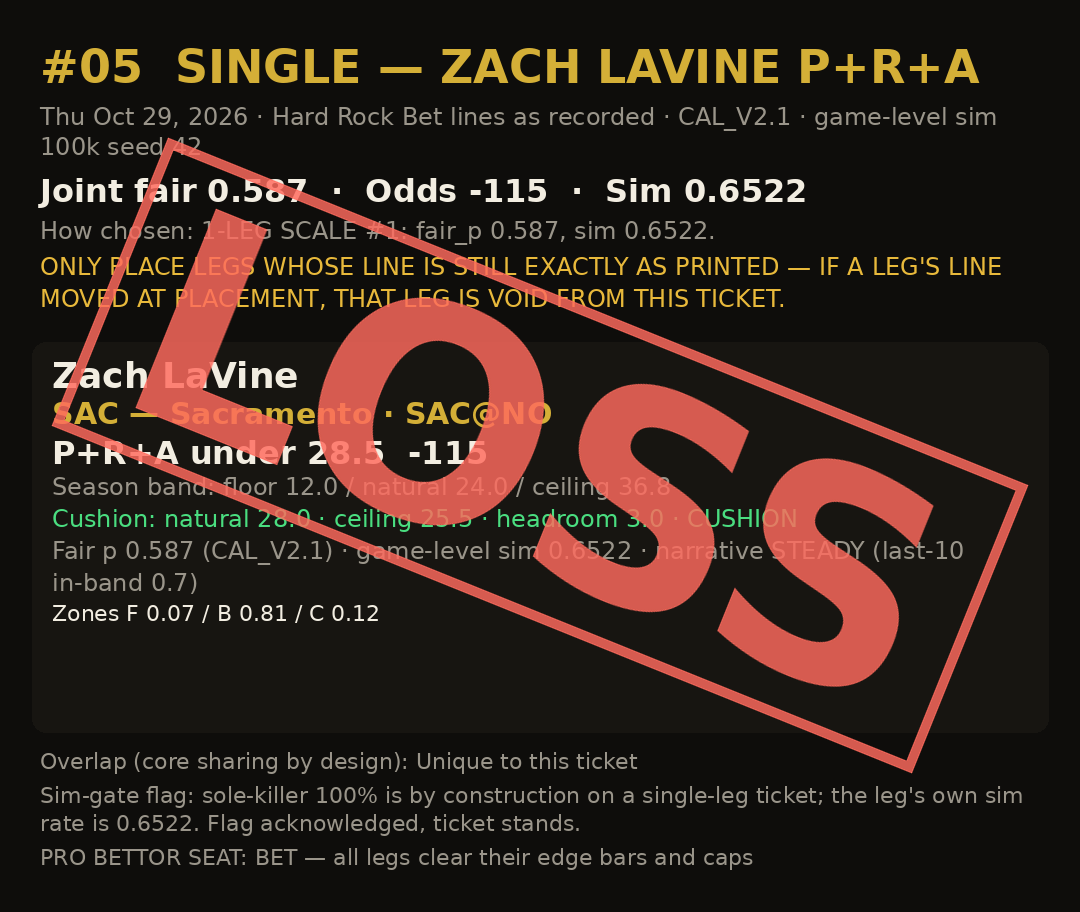 #05 SINGLE — ZACH LAVINE P+R+A
Thu Oct 29, 2026 · Hard Rock Bet lines as recorded · CAL_V2.1 · game-level sim
100k seed 42
Joint fair 0.587 · Odds -115 · Sim 0.6522
How chosen: 1-LEG SCALE #1: fair_p 0.587, sim 0.6522.
ONLY PLACE LEGS WHOSE LINE IS STILL EXACTLY AS PRINTED — IF A LEG'S LINE
MOVED AT PLACEMENT, THAT LEG IS VOID FROM THIS TICKET.
LOSS
Zach LaVine
SAC — Sacramento · SAC@NO
P+R+A under 28.5 -115
Season band: floor 12.0 / natural 24.0 / ceiling 36.8
Cushion: natural 28.0 · ceiling 25.5 · headroom 3.0 · CUSHION
Fair p 0.587 (CAL_V2.1) · game-level sim 0.6522 · narrative STEADY (last-10
in-band 0.7)
Zones F 0.07 / B 0.81 / C 0.12
Overlap (core sharing by design): Unique to this ticket
Sim-gate flag: sole-killer 100% is by construction on a single-leg ticket; the leg's own sim
rate is 0.6522. Flag acknowledged, ticket stands.
PRO BETTOR SEAT: BET — all legs clear their edge bars and caps